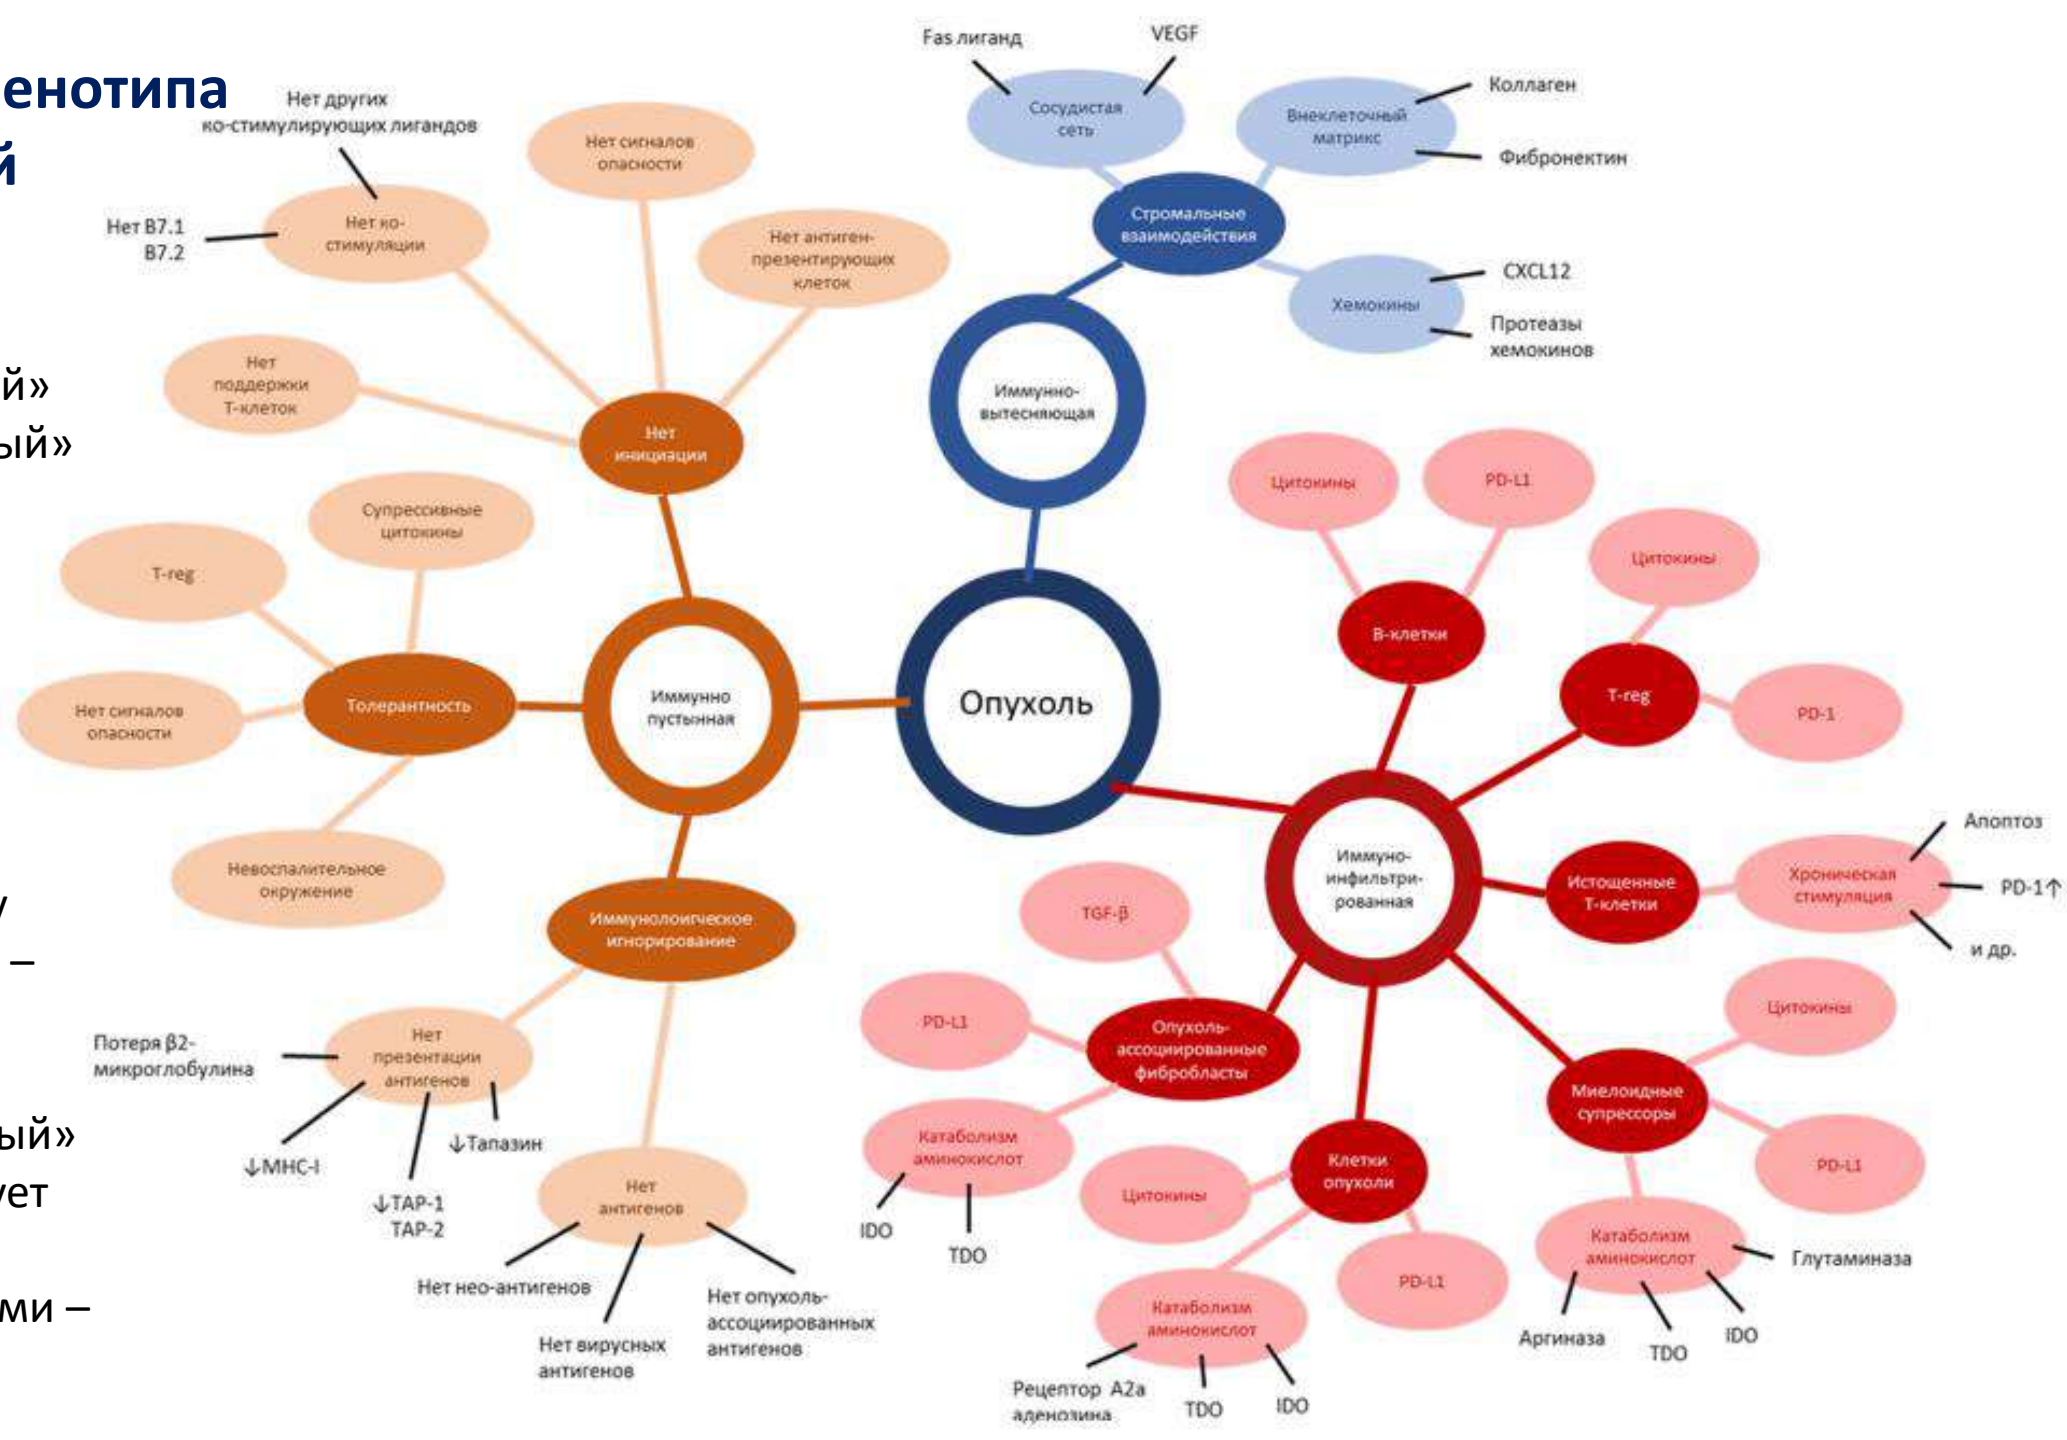 енотипа
й
й»
ый»
у
–
ый»
ует
ми –
Нет других
ко-стимулирующих лигандов
Нет B7.1
B7.2
Нет ко-
стимуляции
Нет сигналов
опасности
Нет антиген-
презентирующих
клеток
Нет
поддержки
Т-клеток
Нет
инициации
Супрессивные
цитокины
T-reg
Нет сигналов
опасности
Толерантность
Невоспалительное
окружение
Иммунно
пустынная
Иммунолоигческое
игнорирование
Нет
презентации
антигенов
Потеря β2-
микроглобулина
↓MHC-I
↓TAP-1
TAP-2
↓Тапазин
Нет
антигенов
Нет нео-антигенов
Нет вирусных
антигенов
Нет опухоль-
ассоциированных
антигенов
Опухоль
Иммунно-
вытесняющая
Стромальные
взаимодействия
Сосудистая
сеть
Fas лиганд
VEGF
Внеклеточный
матрикс
Коллаген
Фибронектин
Хемокины
CXCL12
Протеазы
хемокинов
Иммуно-
инфильтри-
рованная
В-клетки
Цитокины
PD-L1
T-reg
Цитокины
PD-1
Истощенные
Т-клетки
Хроническая
стимуляция
Апоптоз
PD-1↑
и др.
Миелоидные
супрессоры
Цитокины
PD-L1
Катаболизм
аминокислот
Глутаминаза
Аргиназа
TDO
IDO
Клетки
опухоли
Цитокины
PD-L1
Катаболизм
аминокислот
Рецептор A2a
аденозина
TDO
IDO
Опухоль-
ассоциированные
фибробласты
TGF-β
PD-L1
Катаболизм
аминокислот
IDO
TDO